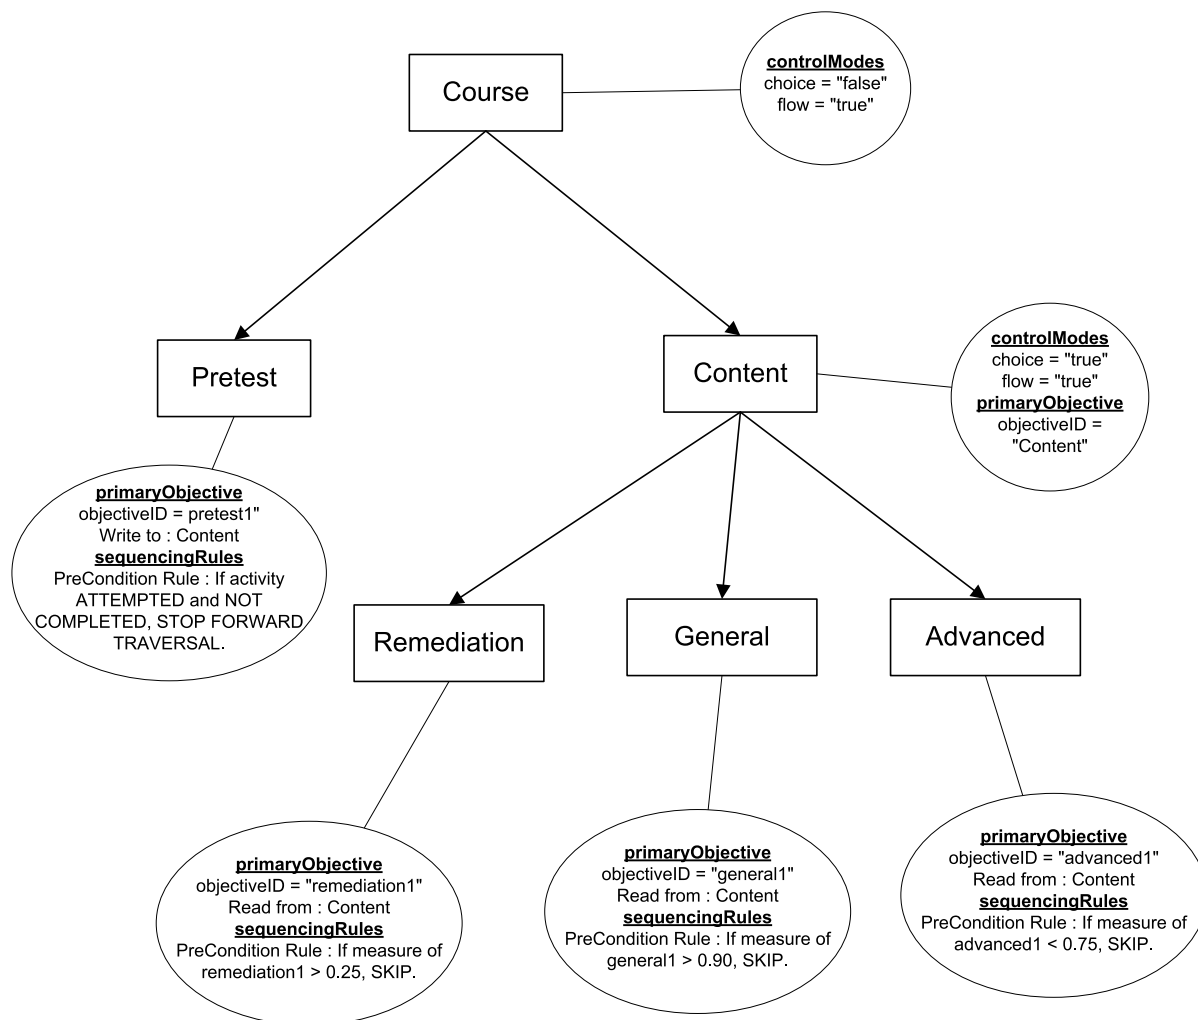 Course
controlModes
choice = "false"
flow = "true"
Pretest
Content
controlModes
choice = "true"
flow = "true"
primaryObjective
objectiveID =
"Content"
primaryObjective
objectiveID = pretest1"
Write to : Content
sequencingRules
PreCondition Rule : If activity
ATTEMPTED and NOT
COMPLETED, STOP FORWARD
TRAVERSAL.
Remediation
General
Advanced
primaryObjective
objectiveID = "remediation1"
Read from : Content
sequencingRules
PreCondition Rule : If measure of
remediation1 > 0.25, SKIP.
primaryObjective
objectiveID = "general1"
Read from : Content
sequencingRules
PreCondition Rule : If measure of
general1 > 0.90, SKIP.
primaryObjective
objectiveID = "advanced1"
Read from : Content
sequencingRules
PreCondition Rule : If measure of
advanced1 < 0.75, SKIP.